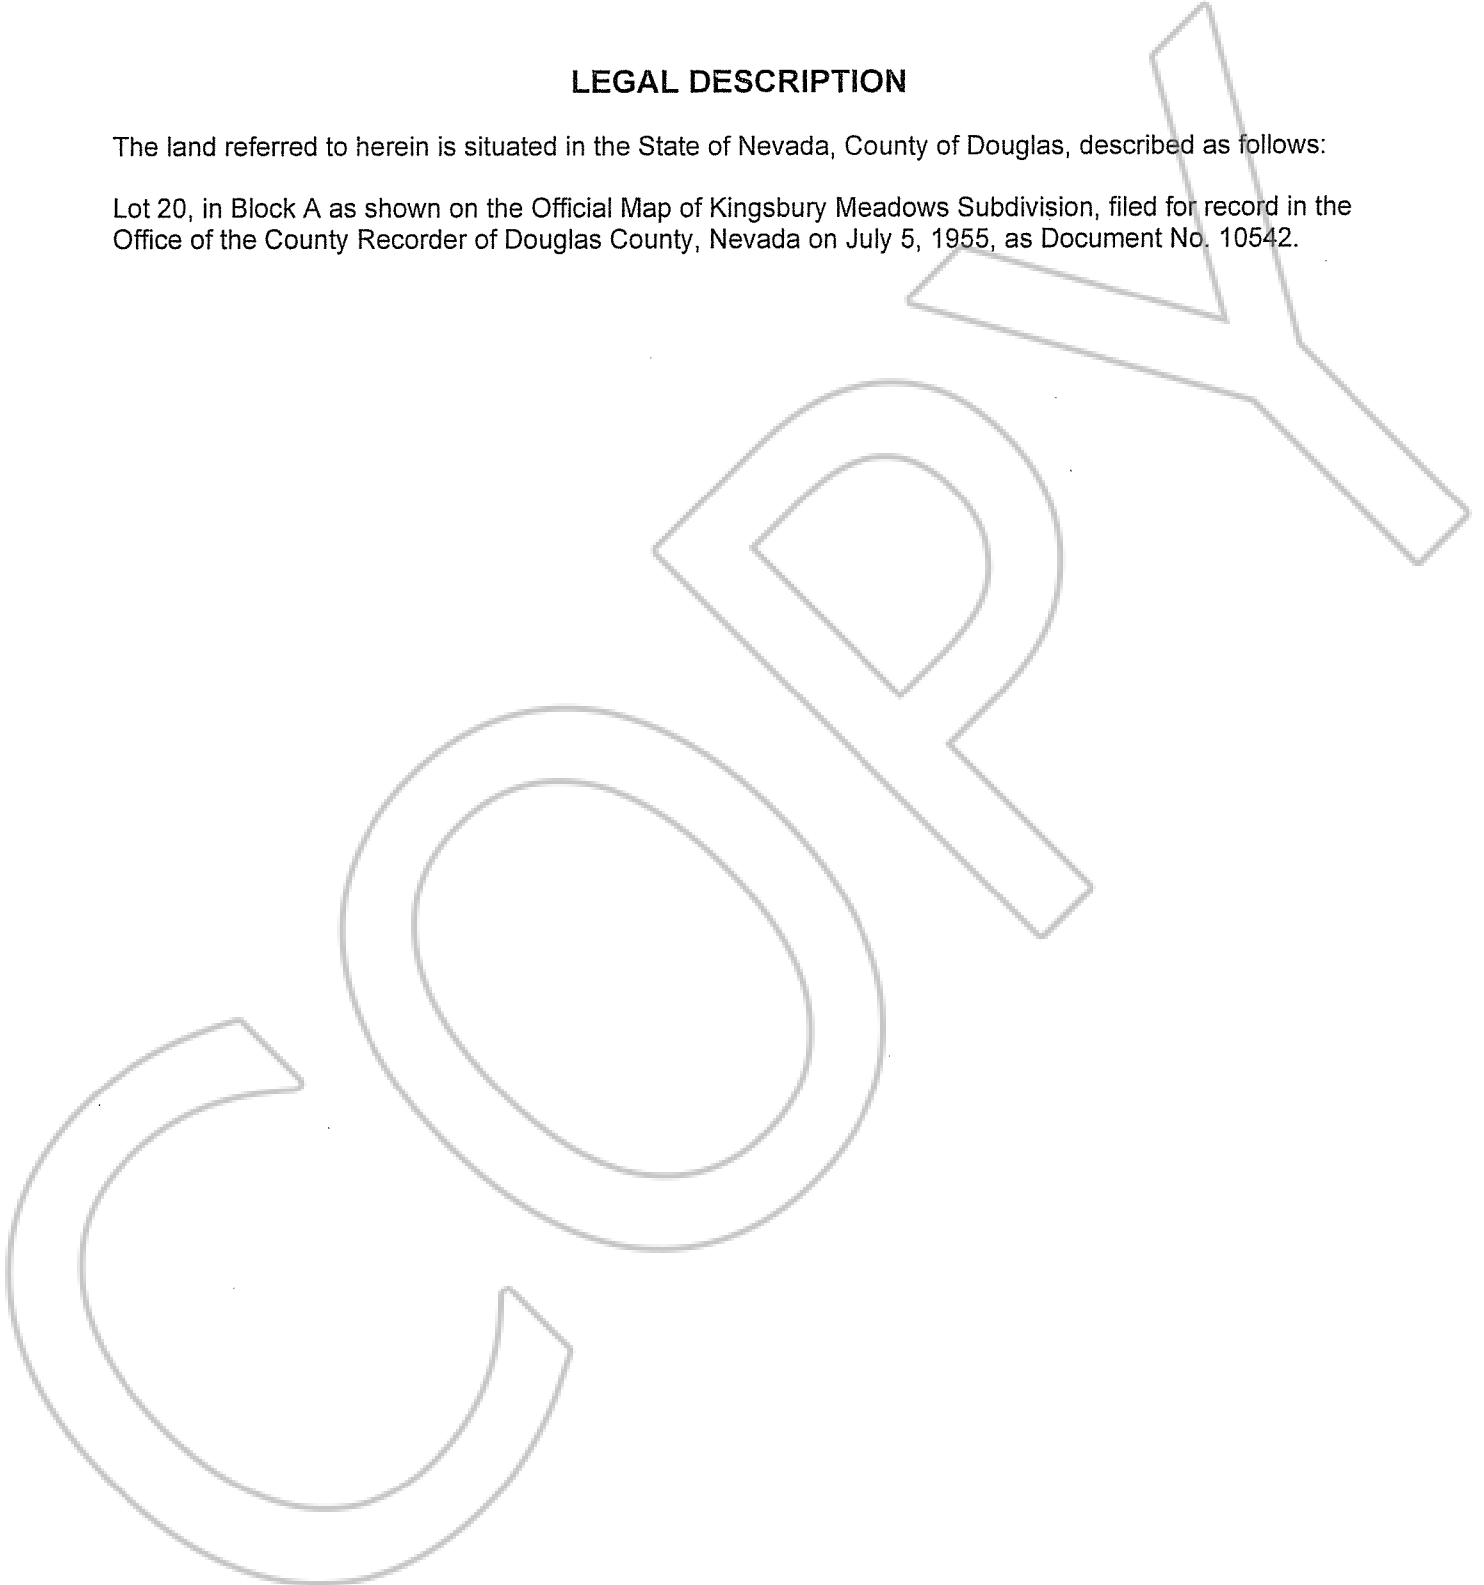 LEGAL DESCRIPTION
The land referred to herein is situated in the State of Nevada, County of Douglas, described as follows:
Lot 20, in Block A as shown on the Official Map of Kingsbury Meadows Subdivision, filed for record in the
Office of the County Recorder of Douglas County, Nevada on July 5, 1955, as Document No. 10542.
COPY